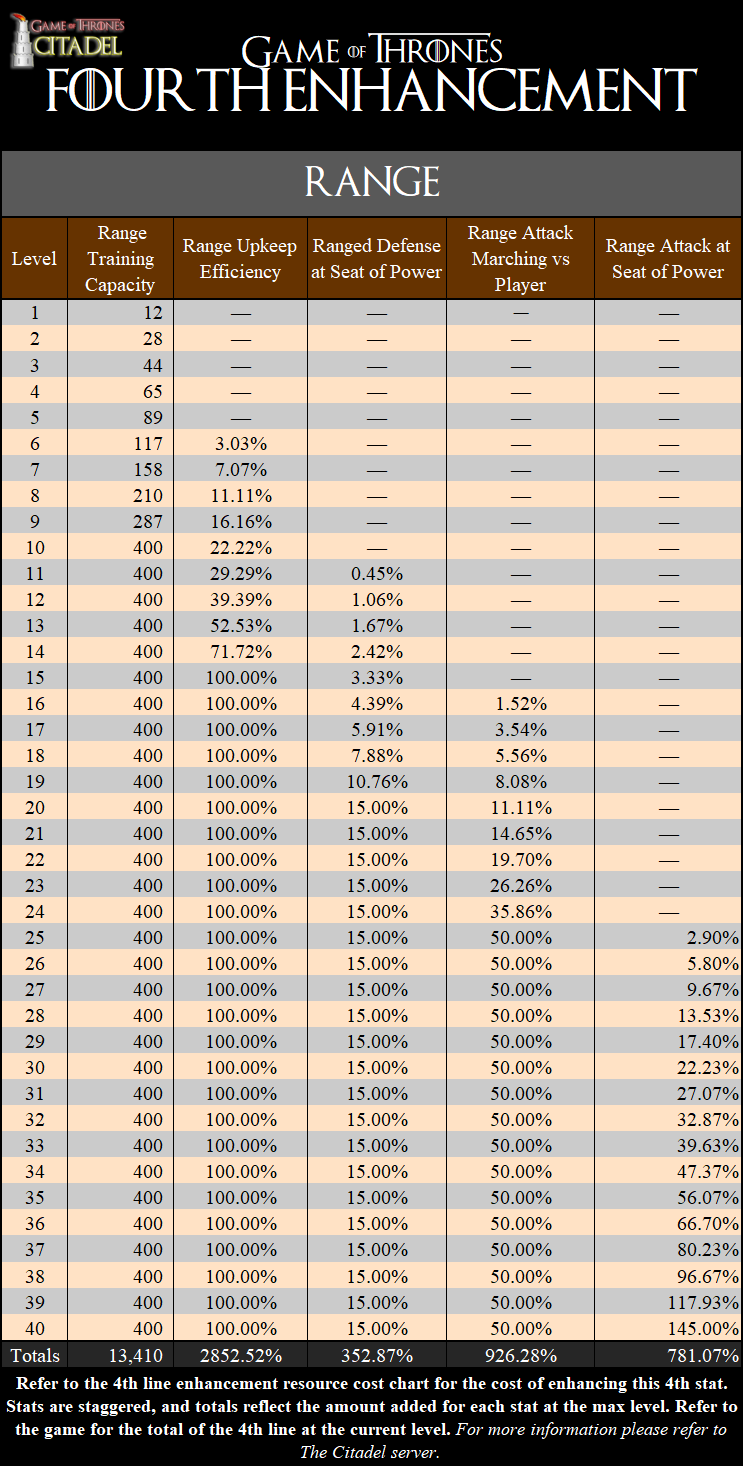 GAME OF THRONES
CITADEL
GAME OF THRONES
FOURTH ENHANCEMENT
RANGE
Level Range Training Capacity Range Upkeep Efficiency Ranged Defense at Seat of Power Range Attack Marching vs Player Range Attack at Seat of Power
1 12 — — — —
2 28 — — — —
3 44 — — — —
4 65 — — — —
5 89 — — — —
6 117 3.03% — — —
7 158 7.07% — — —
8 210 11.11% — — —
9 287 16.16% — — —
10 400 22.22% — — —
11 400 29.29% 0.45% — —
12 400 39.39% 1.06% — —
13 400 52.53% 1.67% — —
14 400 71.72% 2.42% — —
15 400 100.00% 3.33% — —
16 400 100.00% 4.39% 1.52% —
17 400 100.00% 5.91% 3.54% —
18 400 100.00% 7.88% 5.56% —
19 400 100.00% 10.76% 8.08% —
20 400 100.00% 15.00% 11.11% —
21 400 100.00% 15.00% 14.65% —
22 400 100.00% 15.00% 19.70% —
23 400 100.00% 15.00% 26.26% —
24 400 100.00% 15.00% 35.86% —
25 400 100.00% 15.00% 50.00% 2.90%
26 400 100.00% 15.00% 50.00% 5.80%
27 400 100.00% 15.00% 50.00% 9.67%
28 400 100.00% 15.00% 50.00% 13.53%
29 400 100.00% 15.00% 50.00% 17.40%
30 400 100.00% 15.00% 50.00% 22.23%
31 400 100.00% 15.00% 50.00% 27.07%
32 400 100.00% 15.00% 50.00% 32.87%
33 400 100.00% 15.00% 50.00% 39.63%
34 400 100.00% 15.00% 50.00% 47.37%
35 400 100.00% 15.00% 50.00% 56.07%
36 400 100.00% 15.00% 50.00% 66.70%
37 400 100.00% 15.00% 50.00% 80.23%
38 400 100.00% 15.00% 50.00% 96.67%
39 400 100.00% 15.00% 50.00% 117.93%
40 400 100.00% 15.00% 50.00% 145.00%
Totals 13,410 2852.52% 352.87% 926.28% 781.07%
Refer to the 4th line enhancement resource cost chart for the cost of enhancing this 4th stat.
Stats are staggered, and totals reflect the amount added for each stat at the max level. Refer to
the game for the total of the 4th line at the current level. For more information please refer to
The Citadel server.